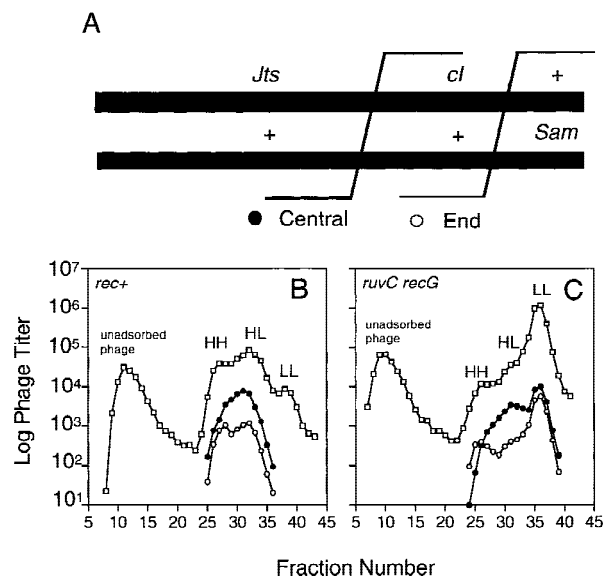 A
Jts cI +
+ + Sam
● Central ○ End
rec+ B
unadsorbed
phage
HH HL LL
ruvC recG C
unadsorbed
phage
HH HL LL
Log Phage Titer
10⁷
10⁶
10⁵
10⁴
10³
10²
10¹
5 10 15 20 25 30 35 40 45
5 10 15 20 25 30 35 40 45
Fraction Number